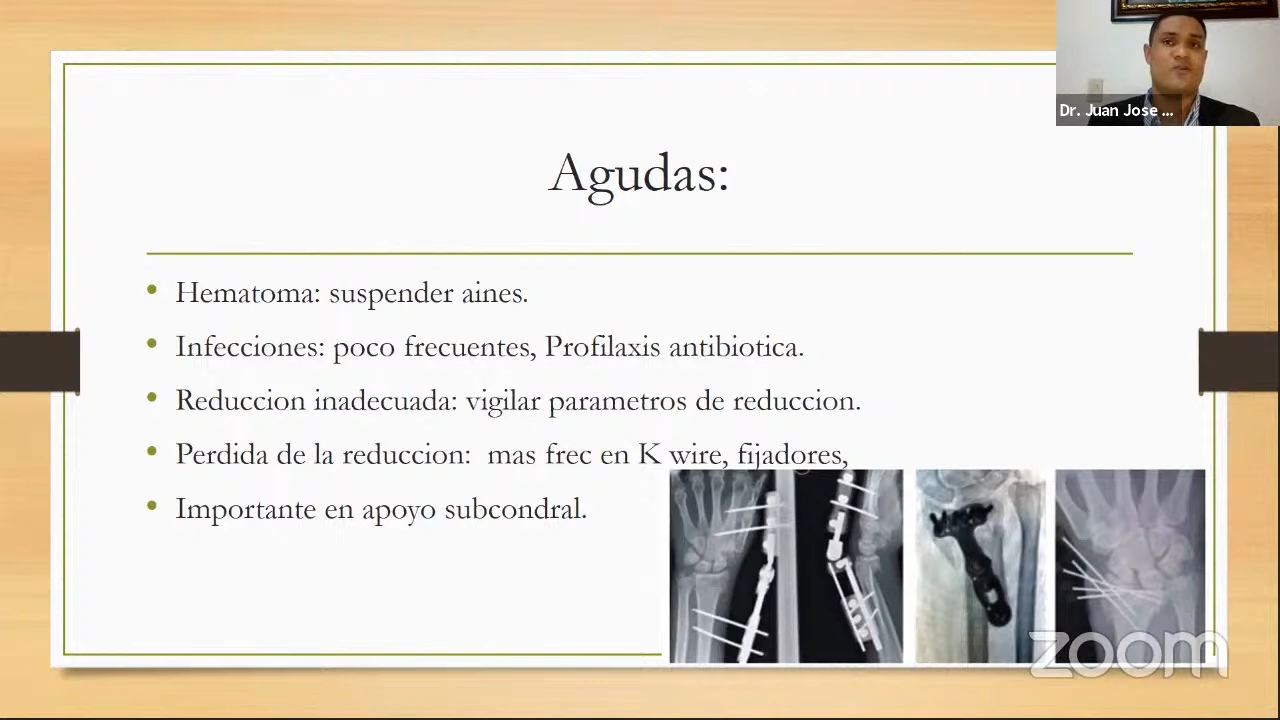 Dr. Juan Jose ...
Agudas:
• Hematoma: suspender aines.
• Infecciones: poco frecuentes, Profilaxis antibiotica.
• Reduccion inadecuada: vigilar parametros de reduccion.
• Perdida de la reduccion:  mas frec en K wire, fijadores,
• Importante en apoyo subcondral.
zoom